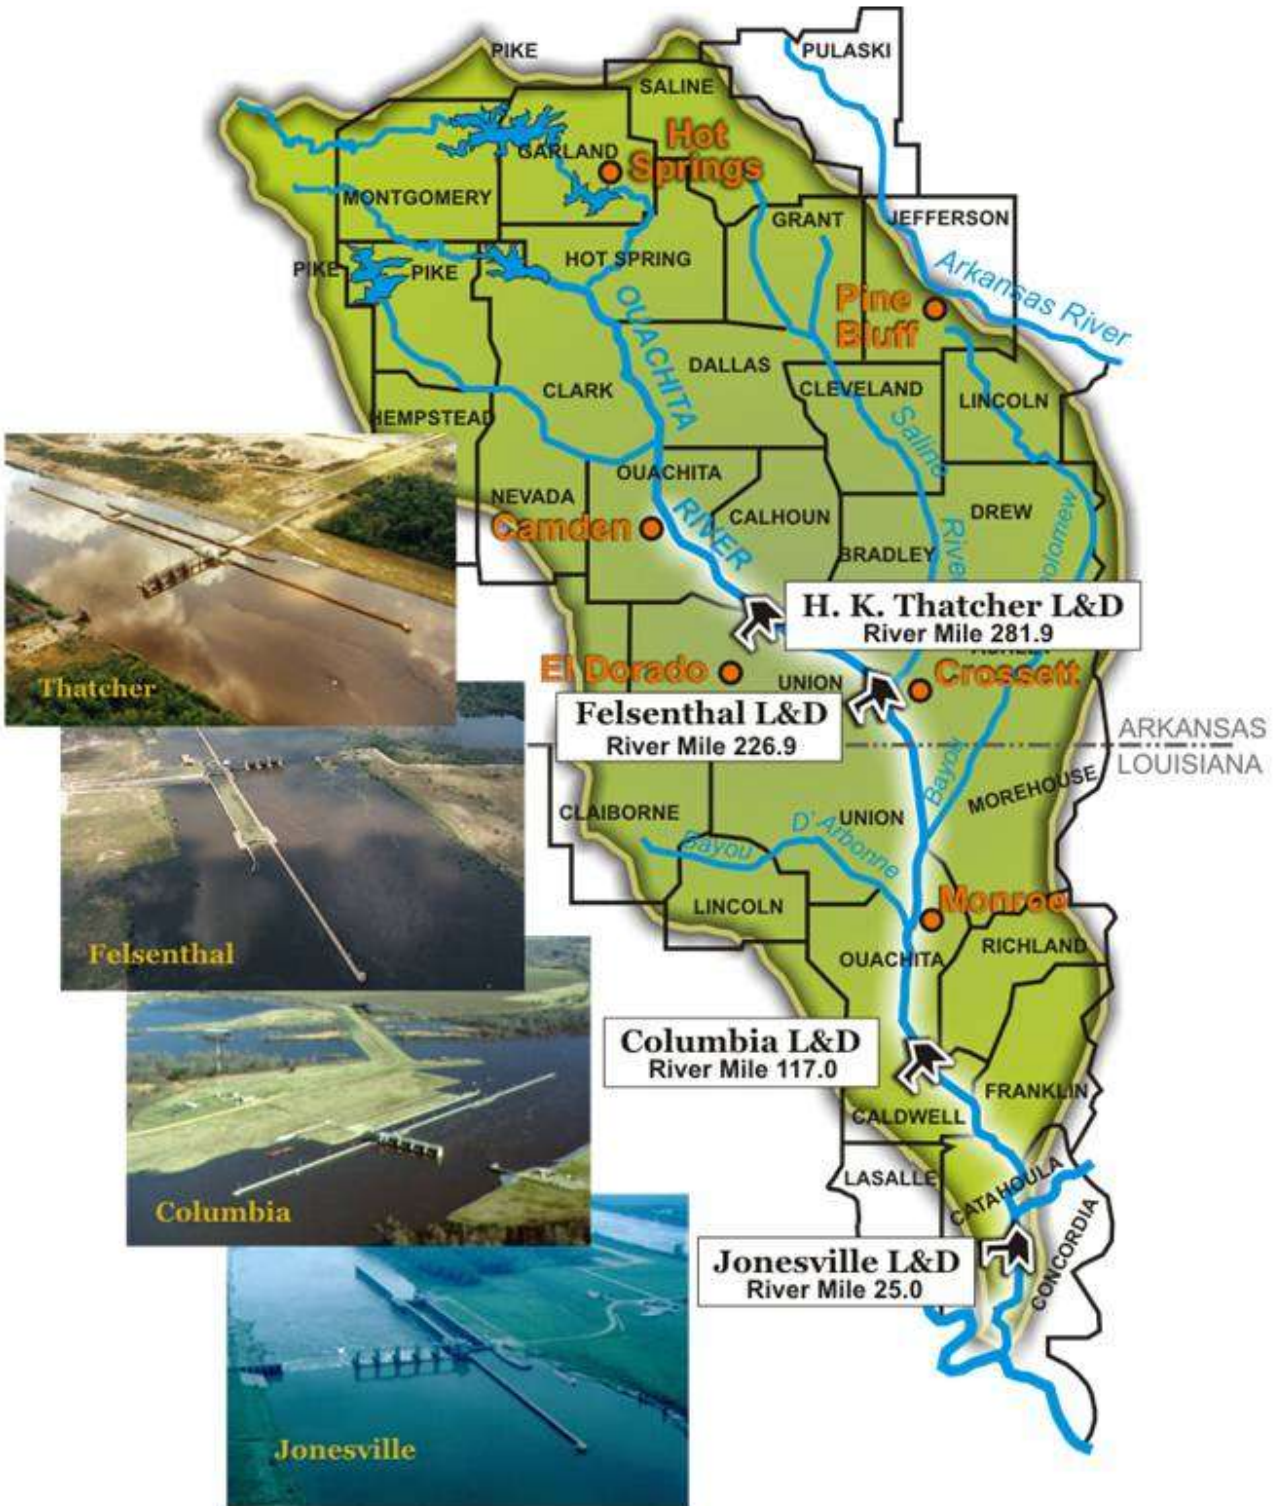 PIKE
PULASKI
SALINE
Hot
Springs
GARLAND
MONTGOMERY
GRANT
JEFFERSON
PIKE
PIKE
HOT SPRING
Arkansas River
Pine
Bluff
OUACHITA
DALLAS
CLARK
CLEVELAND
LINCOLN
HEMPSTEAD
Saline
OUACHITA
NEVADA
RIVER
CALHOUN
DREW
Camden
BRADLEY
River
olomew
H. K. Thatcher L&D
River Mile 281.9
El Dorado
UNION
Crossett
Thatcher
Felsenthal L&D
River Mile 226.9
ARKANSAS
LOUISIANA
Bayou
MOREHOUSE
CLAIBORNE
UNION
Bayou
D' Arbonne
LINCOLN
Monroe
Felsenthal
OUACHITA
RICHLAND
Columbia L&D
River Mile 117.0
FRANKLIN
CALDWELL
LASALLE
CATAHOULA
Columbia
CONCORDIA
Jonesville L&D
River Mile 25.0
Jonesville